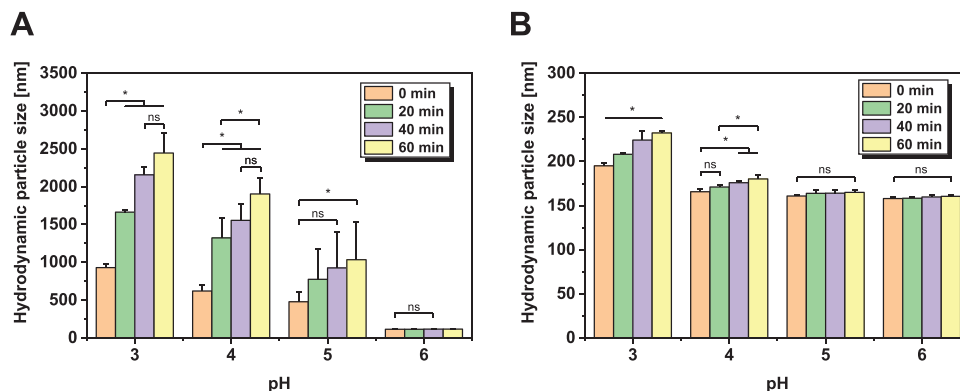 A
Hydrodynamic particle size [nm]
3500
3000
2500
2000
1500
1000
500
0
3
4
5
6
pH
0 min
20 min
40 min
60 min
*
ns
*
*
ns
*
ns
ns
B
Hydrodynamic particle size [nm]
300
250
200
150
100
50
0
3
4
5
6
pH
0 min
20 min
40 min
60 min
*
*
*
ns
ns
ns